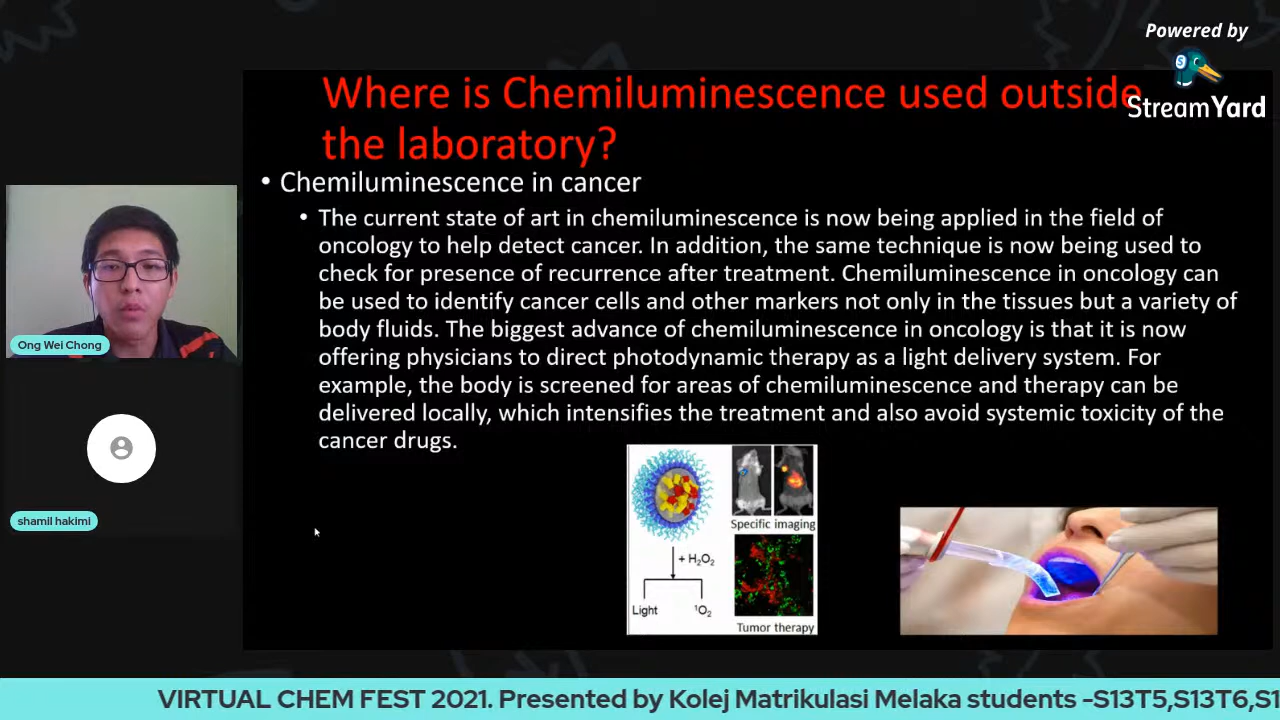 Powered by
StreamYard
Where is Chemiluminescence used outside
the laboratory?
• Chemiluminescence in cancer
• The current state of art in chemiluminescence is now being applied in the field of
oncology to help detect cancer. In addition, the same technique is now being used to
check for presence of recurrence after treatment. Chemiluminescence in oncology can
be used to identify cancer cells and other markers not only in the tissues but a variety of
body fluids. The biggest advance of chemiluminescence in oncology is that it is now
offering physicians to direct photodynamic therapy as a light delivery system. For
example, the body is screened for areas of chemiluminescence and therapy can be
delivered locally, which intensifies the treatment and also avoid systemic toxicity of the
cancer drugs.
Ong Wei Chong
shamil hakimi
Specific imaging
+ H₂O₂
Light
¹O₂
Tumor therapy
VIRTUAL CHEM FEST 2021. Presented by Kolej Matrikulasi Melaka students -S13T5,S13T6,S1